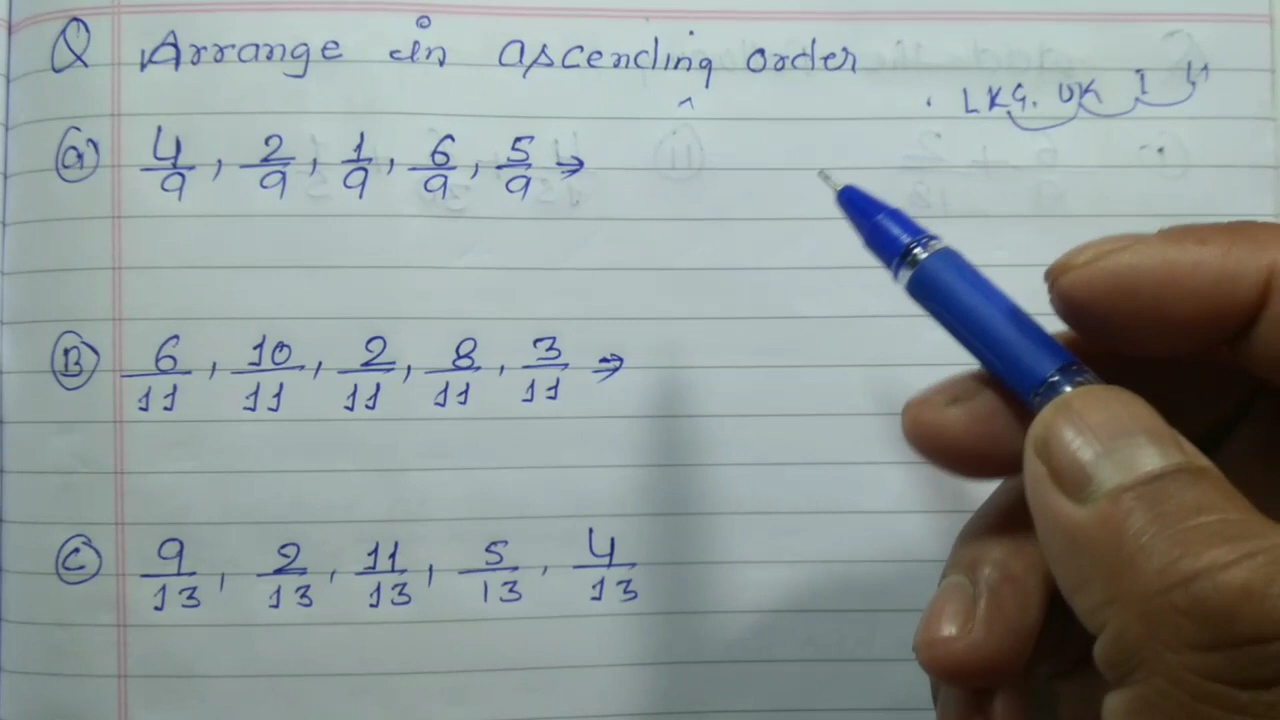 Q Arrange in ascending order
LKG. UK I
(a) 4/9, 2/9, 1/9, 6/9, 5/9 →
(B) 6/11, 10/11, 2/11, 8/11, 3/11 →
(C) 9/13, 2/13, 11/13, 5/13, 4/13